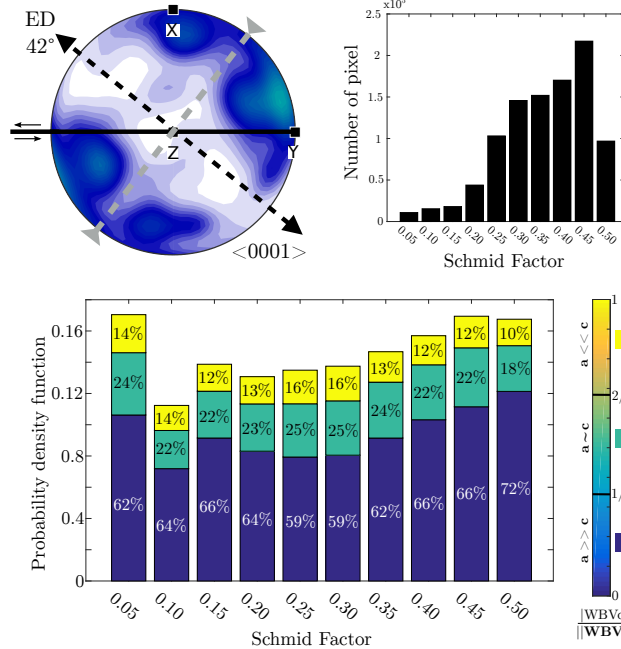 ED
42°
X
Z
Y
<0001>
Number of pixel
2.5
2
1.5
1
0.5
0
0.05 0.10 0.15 0.20 0.25 0.30 0.35 0.40 0.45 0.50
Schmid Factor
Probability density function
0.16
0.12
0.8
0.4
0
14% 14% 12% 13% 16% 16% 13% 12% 12% 10%
24% 22% 22% 23% 25% 25% 24% 22% 22% 18%
62% 64% 66% 64% 59% 59% 62% 66% 66% 72%
0.05 0.10 0.15 0.20 0.25 0.30 0.35 0.40 0.45 0.50
Schmid Factor
a << c
a~c
a >> c
1
2/
1/
0
|WBVc
||WBV